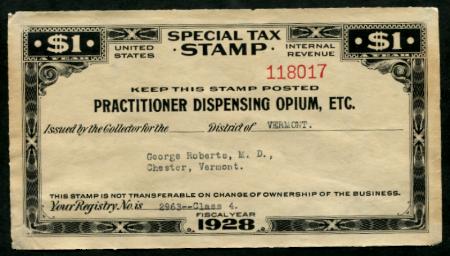 $1 A YEAR SPECIAL TAX $1 A YEAR
UNITED STATES STAMP INTERNAL REVENUE
118017
KEEP THIS STAMP POSTED
PRACTITIONER DISPENSING OPIUM, ETC.
Issued by the Collector for the District of VERMONT.
George Roberts, M. D.,
Chester, Vermont.
THIS STAMP IS NOT TRANSFERABLE ON CHANGE OF OWNERSHIP OF THE BUSINESS.
Your Registry No. is 2963--Class 4.
FISCAL YEAR
1928